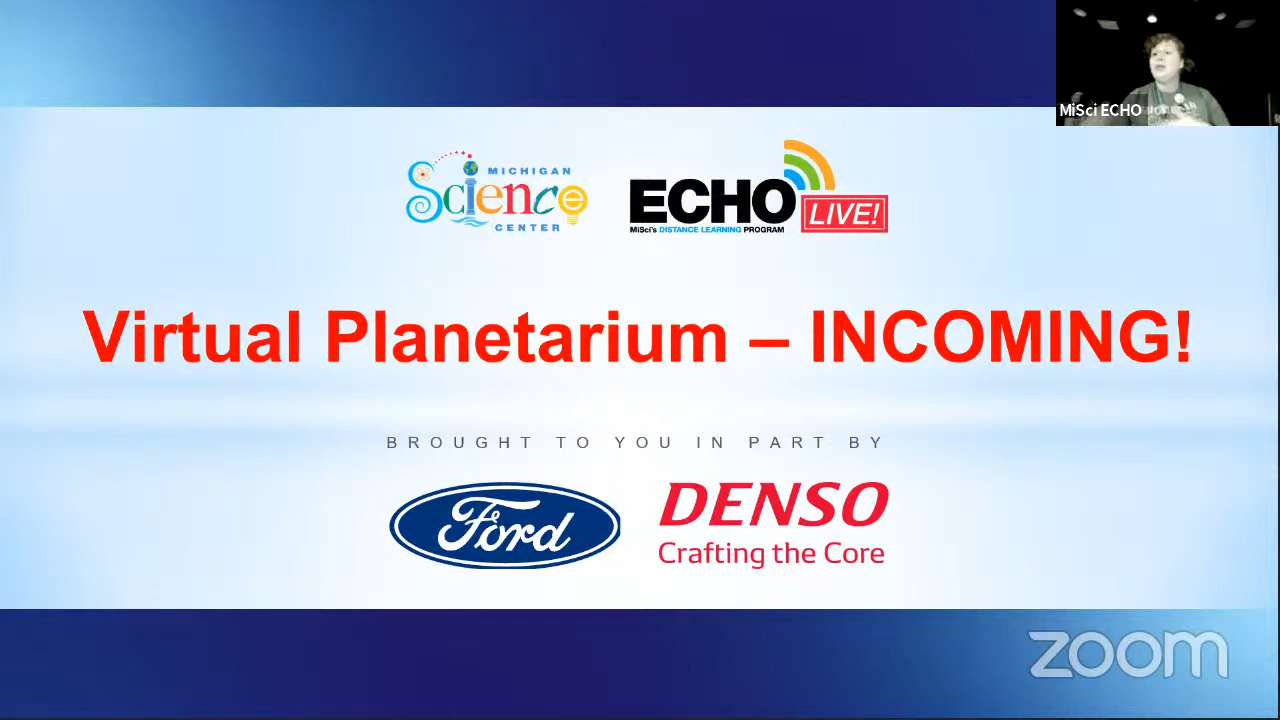 MiSci ECHO
MICHIGAN
Science
CENTER
ECHO
LIVE!
MiSci's DISTANCE LEARNING PROGRAM
Virtual Planetarium – INCOMING!
BROUGHT TO YOU IN PART BY
Ford
DENSO
Crafting the Core
zoom